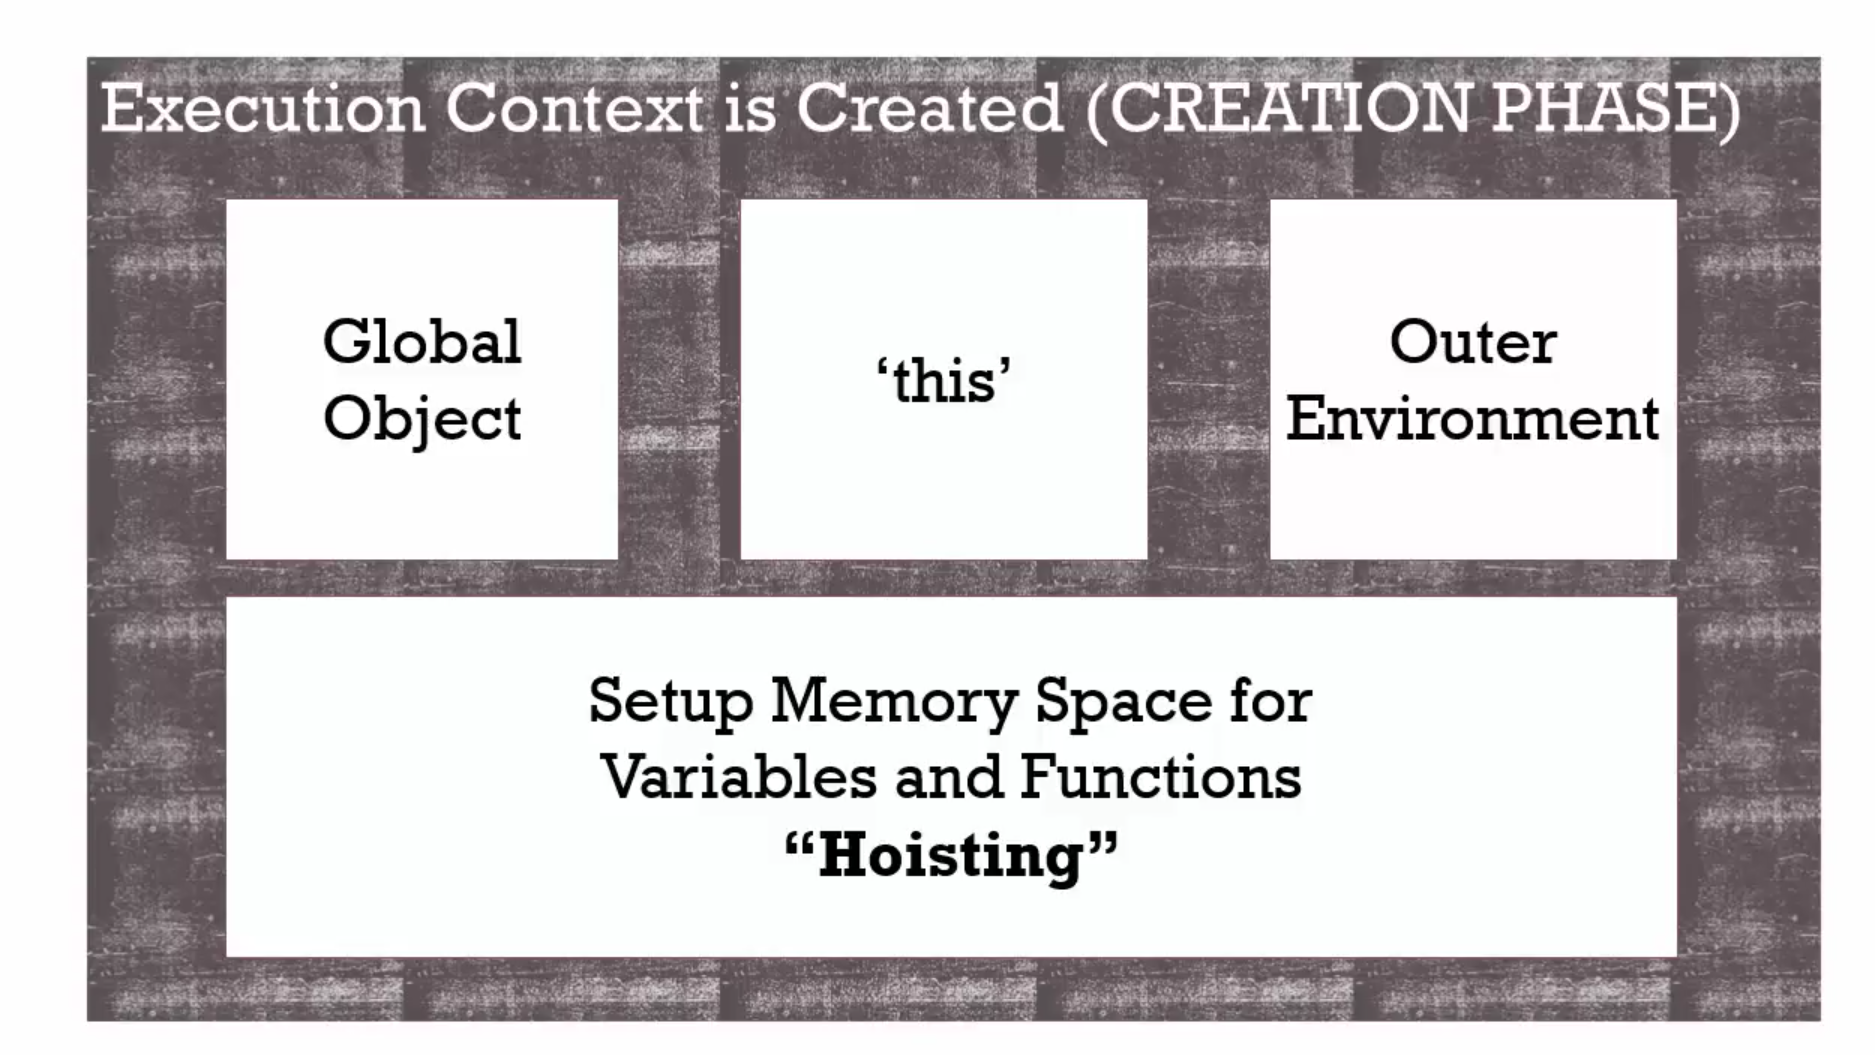 Execution Context is Created (CREATION PHASE)
Global
Object
‘this’
Outer
Environment
Setup Memory Space for
Variables and Functions
“Hoisting”